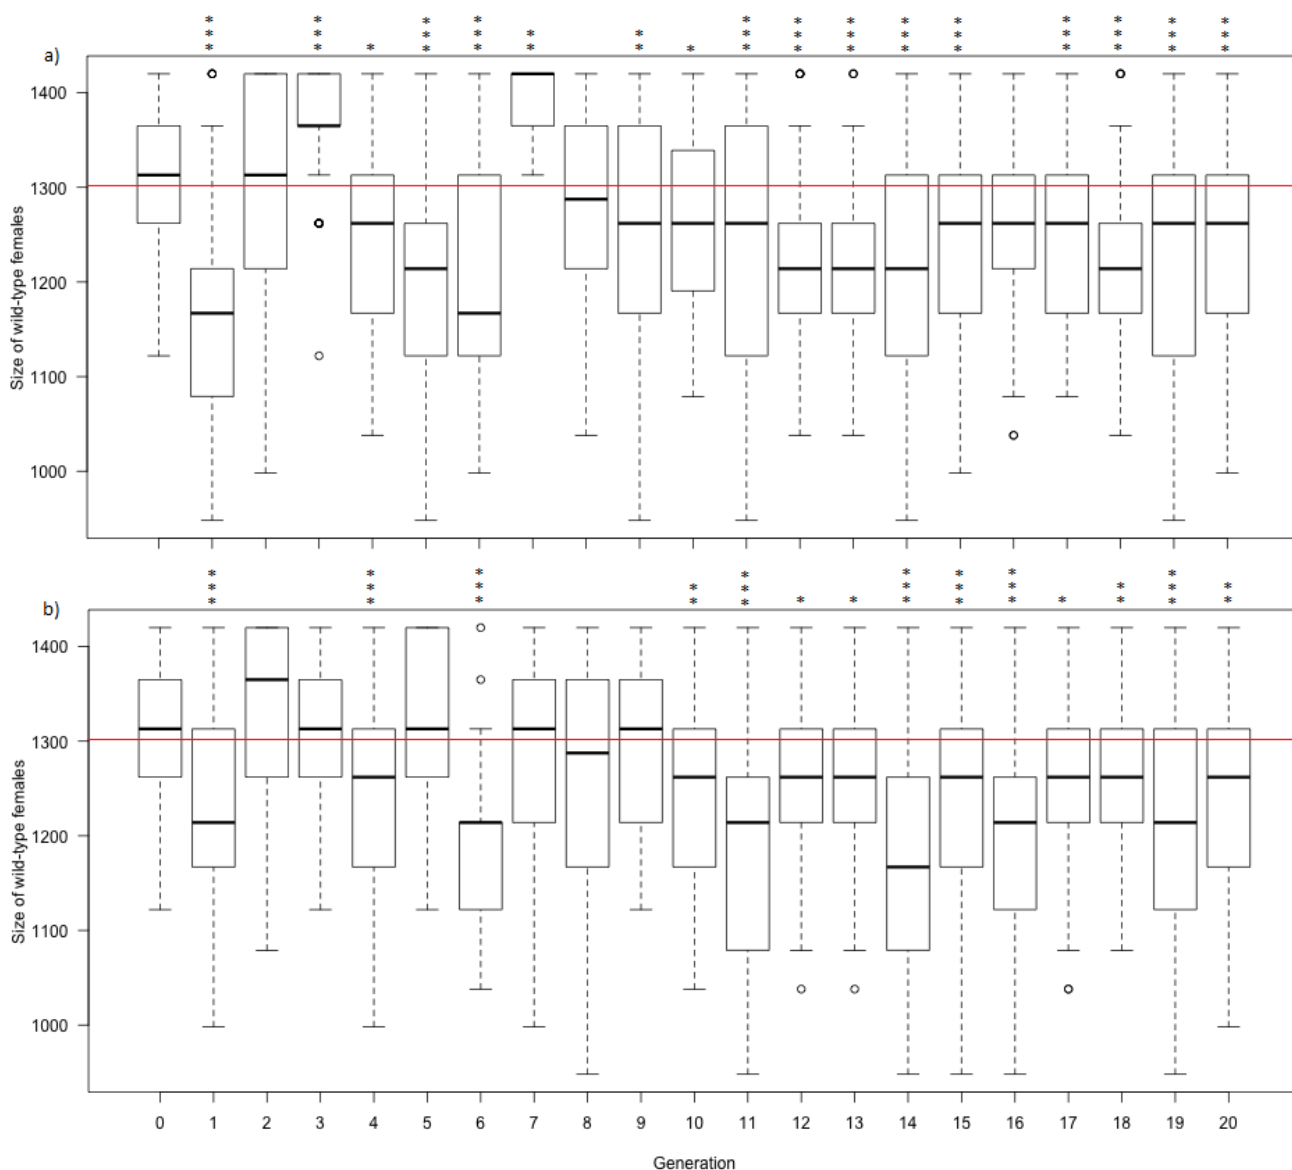 *** *** * *** *** ** ** * *** *** *** *** *** *** *** *** ***
a)
Size of wild-type females
1400
1300
1200
1100
1000
*** *** *** ** *** * * *** *** *** * ** *** **
b)
Size of wild-type females
1400
1300
1200
1100
1000
0 1 2 3 4 5 6 7 8 9 10 11 12 13 14 15 16 17 18 19 20
Generation